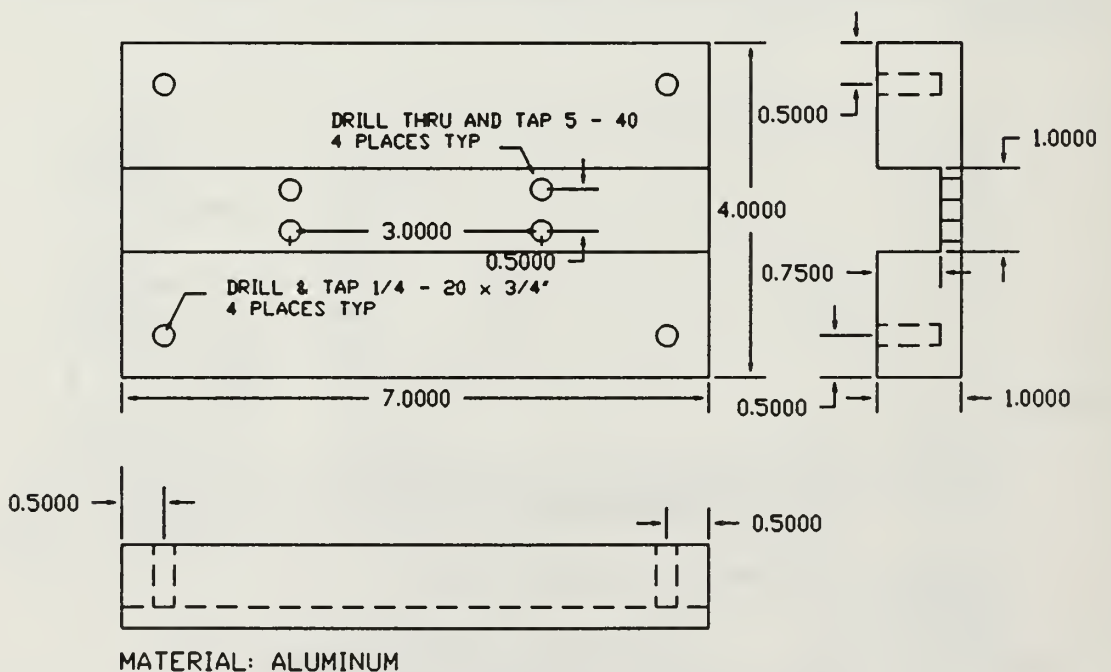 DRILL THRU AND TAP 5 - 40
4 PLACES TYP
0.5000
1.0000
4.0000
3.0000
0.5000
0.7500
DRILL & TAP 1/4 - 20 x 3/4"
4 PLACES TYP
7.0000
0.5000
1.0000
0.5000
0.5000
MATERIAL: ALUMINUM